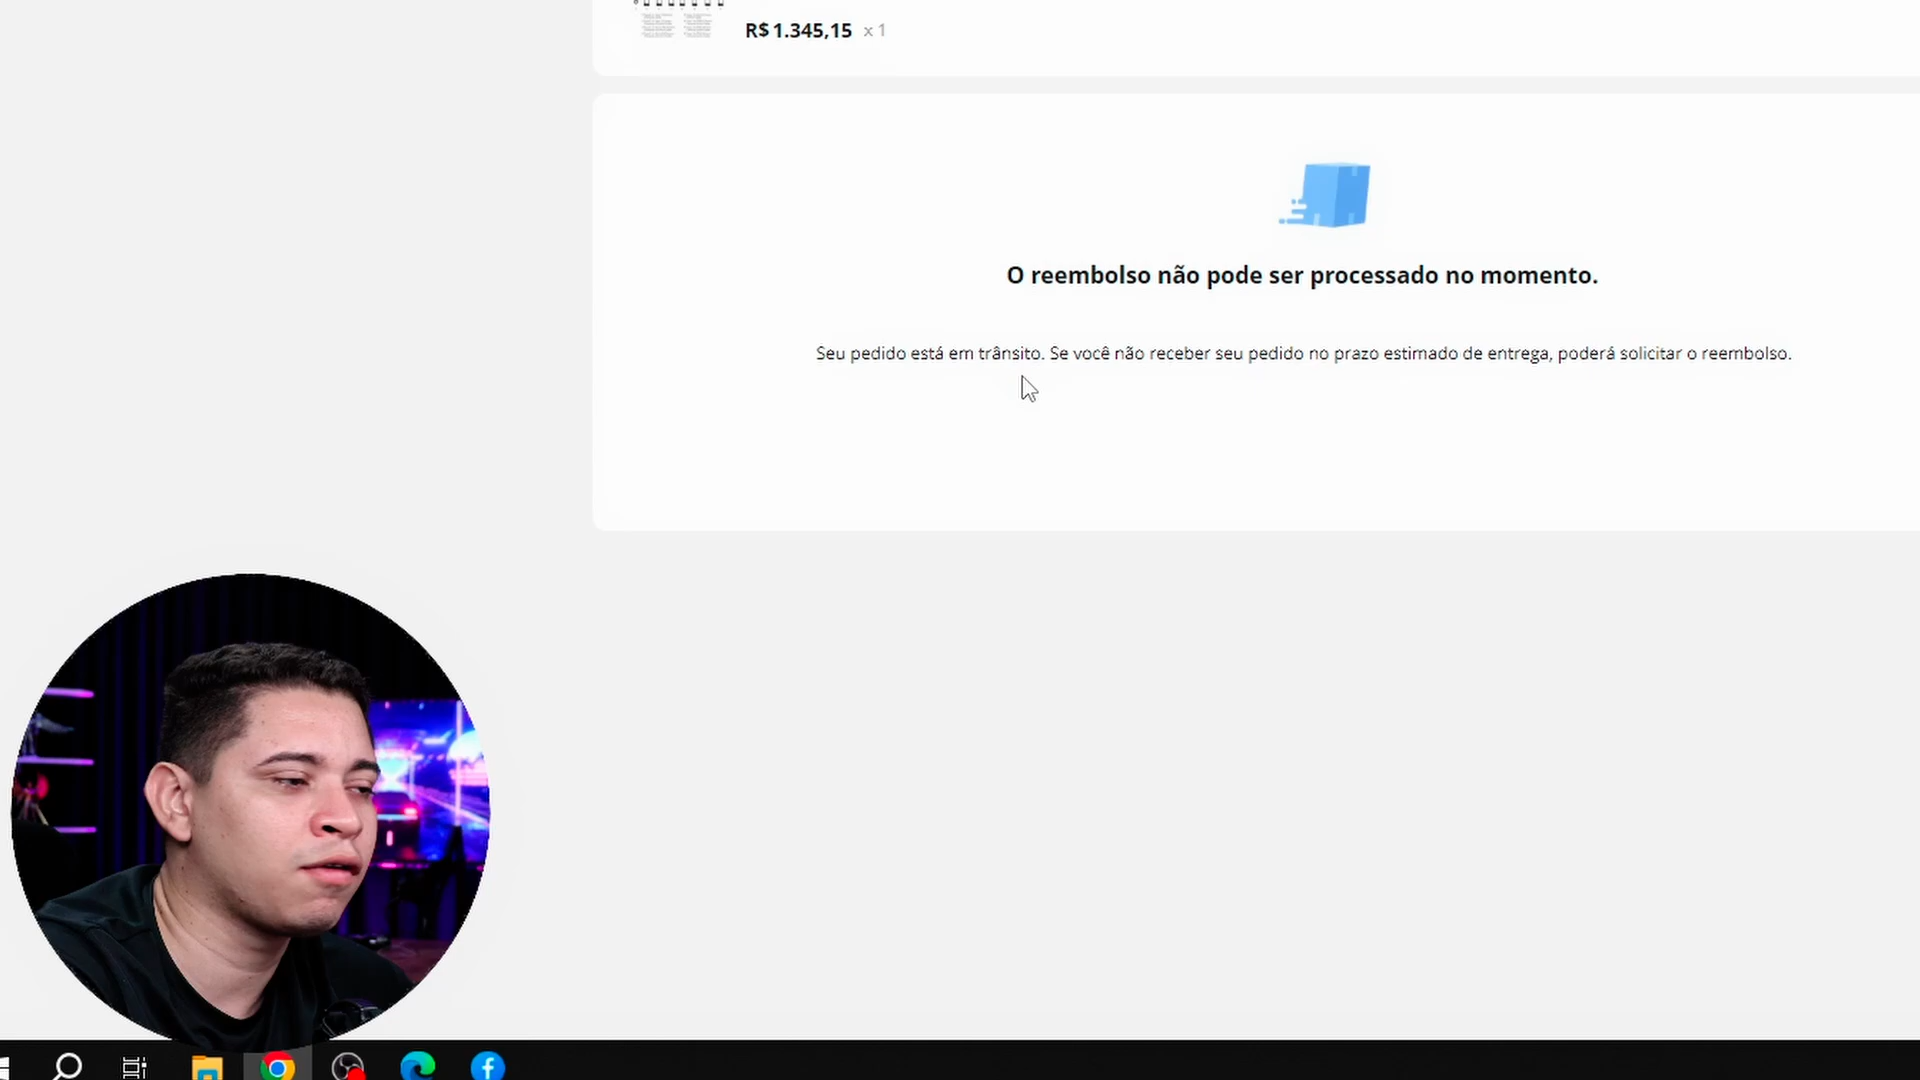 R$1.345,15 x 1
O reembolso não pode ser processado no momento.
Seu pedido está em trânsito. Se você não receber seu pedido no prazo estimado de entrega, poderá solicitar o reembolso.